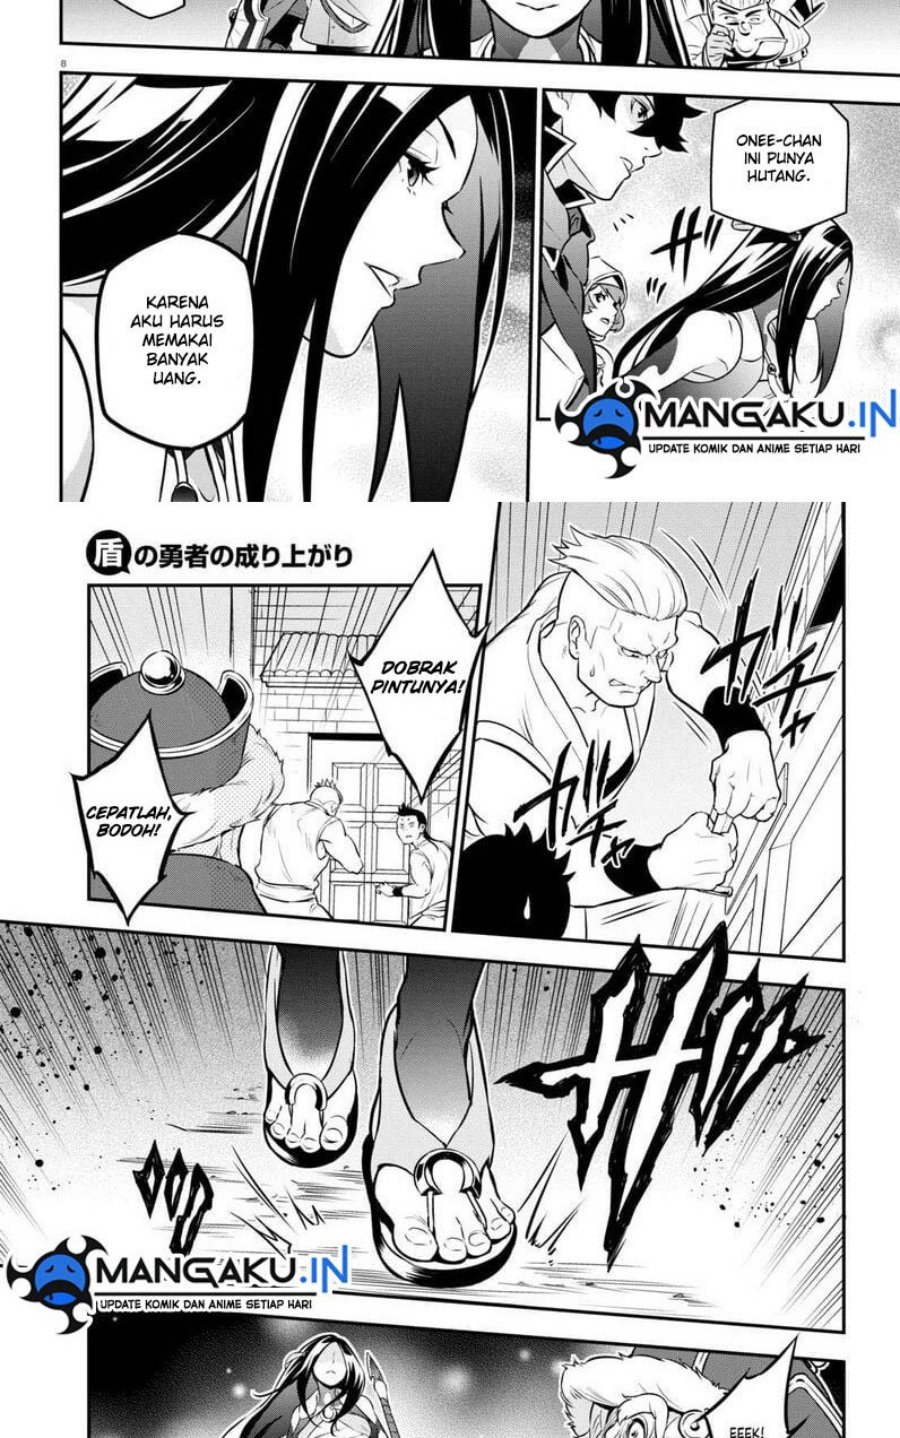 8
ONEE-CHAN
INI PUNYA
HUTANG.
KARENA
AKU HARUS
MEMAKAI
BANYAK
UANG.
MANGAKU.IN
UPDATE KOMIK DAN ANIME SETIAP HARI
盾の勇者の成り上がり
DOBRAK
PINTUNYA!
CEPATLAH,
BODOH!
MANGAKU.IN
UPDATE KOMIK DAN ANIME SETIAP HARI
EEEK!